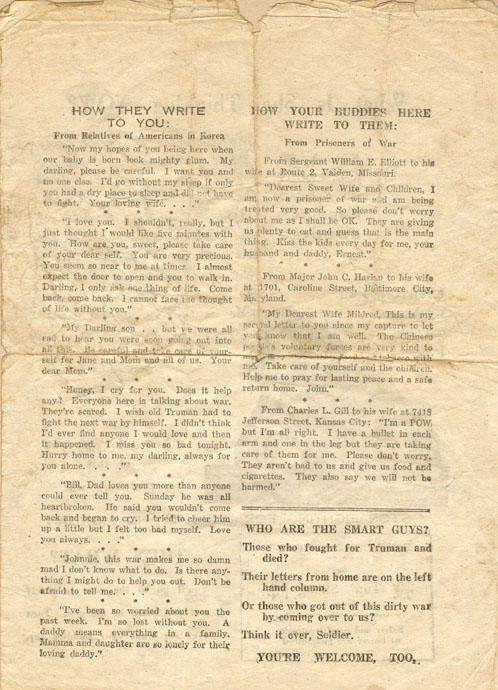 HOW THEY WRITE
TO YOU:
From Relatives of Americans in Korea
"Now my hopes of you being here when
our baby is born look mighty glum. My
darling, please be careful. I want you and
no one else. I'd go without my sleep if only
you had a dry place to sleep and did not have
to fight. Your loving wife. . . ."
* * *
"I love you. I shouldn't, really, but I
just thought I would like five minutes with
you. How are you, sweet, please take care
of your dear self. You are very precious.
You seem so near to me at times. I almost
expect the door to open and you to walk in.
Darling, I only ask one thing of life. Come
back, come back. I cannot face the thought
of life without you."
* * *
"My Darling son . . but we were all
sad to hear you were soon going out into
all this. Be careful and take care of your-
self for Jane and Mom and all of us. Your
dear Mom."
* * *
"Honey, I cry for you. Does it help
any? Everyone here is talking about war.
They're scared. I wish old Truman had to
fight the next war by himself. I didn't think
I'd ever find anyone I would love and then
it happened. I miss you so bad tonight.
Hurry home to me, my darling, always for
you alone. . . . ."
* * *
"Bill, Dad loves you more than anyone
could ever tell you. Sunday he was all
heartbroken. He said you wouldn't come
back and began to cry. I tried to cheer him
up a little but I felt too bad myself. Love
you always. . . ."
* * *
"Johnnie, this war makes me so damn
mad I don't know what to do. Is there any-
thing I might do to help you out. Don't be
afraid to tell me. . . ."
* * *
"I've been so worried about you the
past week. I'm so lost without you. A
daddy means everything in a family.
Mamma and daughter are so lonely for their
loving daddy."
HOW YOUR BUDDIES HERE
WRITE TO THEM:
From Prisoners of War
From Sergeant William E. Elliott to his
wife at Route 2, Vaiden, Missouri.
"Dearest Sweet Wife and Children, I
am now a prisoner of war and am being
treated very good. So please don't worry
about me as I shall be OK. They are giving
us plenty to eat and guess that is the main
thing. Kiss the kids every day for me, your
husband and daddy, Ernest."
* * *
From Major John C. Harlan to his wife
at 1701, Caroline Street, Baltimore City,
Maryland.
"My Dearest Wife Mildred, This is my
second letter to you since my capture to let
you know that I am well. The Chinese
voluntary forces are very kind to
with
me. Take care of yourself and the children.
Help me to pray for lasting peace and a safe
return home. John."
* * *
From Charles L. Gill to his wife at 7413
Jefferson Street, Kansas City: "I'm a POW,
but I'm all right. I have a bullet in each
arm and one in the leg but they are taking
care of them for me. Please don't worry.
They aren't bad to us and give us food and
cigarettes. They also say we will not be
harmed."
WHO ARE THE SMART GUYS?
Those who fought for Truman and
died?
Their letters from home are on the left
hand column.
Or those who got out of this dirty war
by coming over to us?
Think it over, Soldier.
YOU'RE WELCOME, TOO.